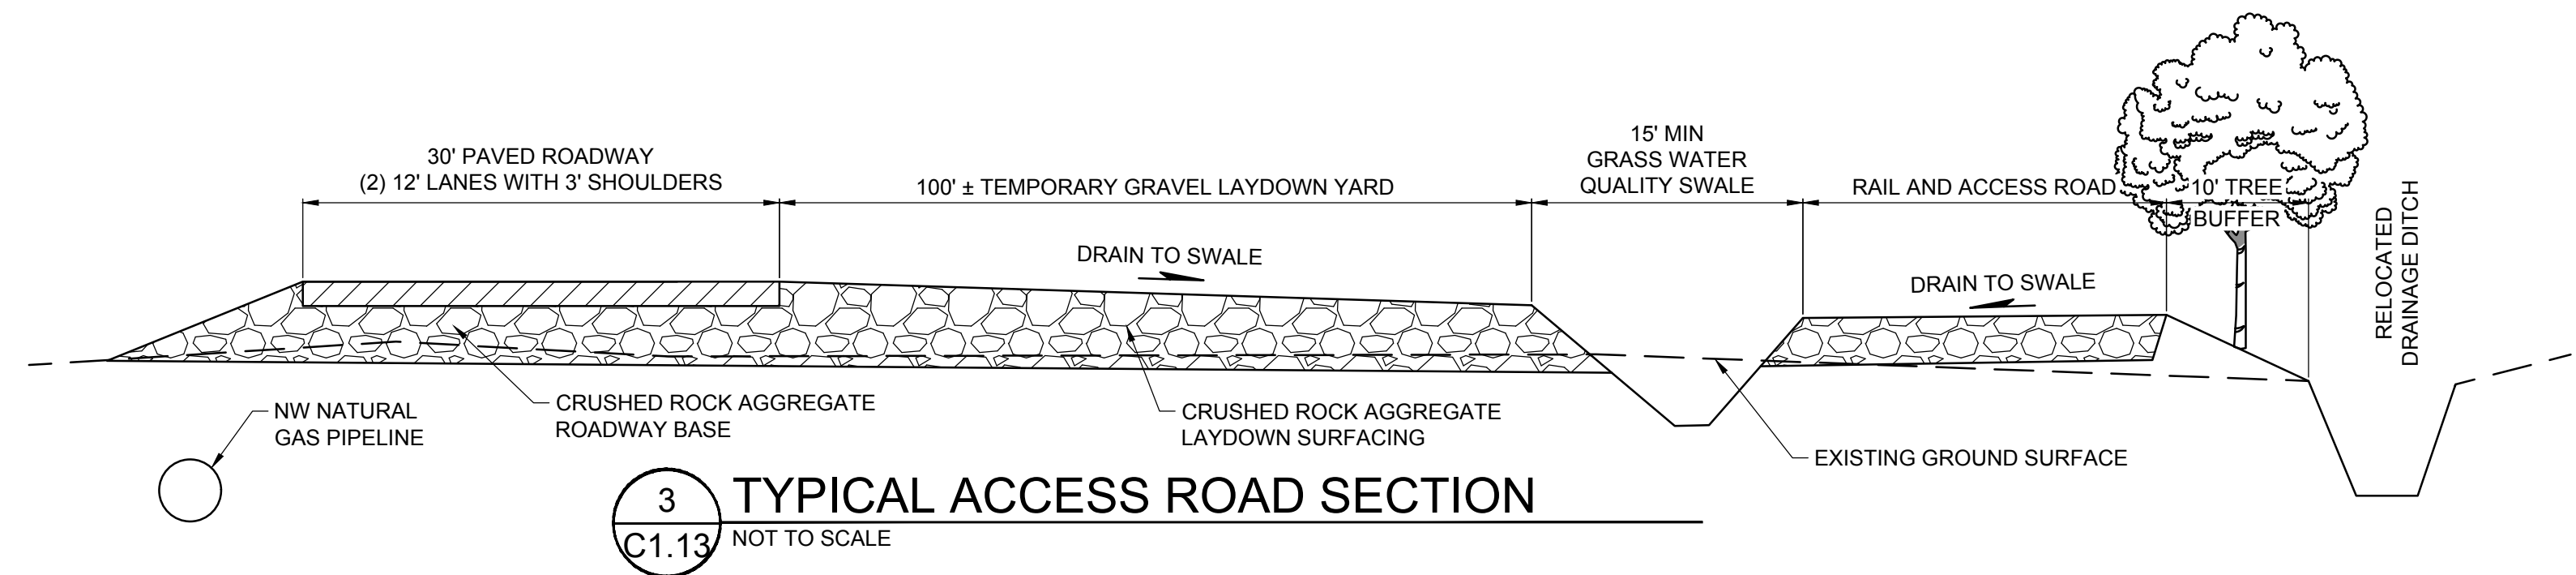 30' PAVED ROADWAY
(2) 12' LANES WITH 3' SHOULDERS
100' ± TEMPORARY GRAVEL LAYDOWN YARD
15' MIN
GRASS WATER
QUALITY SWALE
RAIL AND ACCESS ROAD
10' TREE
BUFFER
RELOCATED
DRAINAGE DITCH
DRAIN TO SWALE
DRAIN TO SWALE
NW NATURAL
GAS PIPELINE
CRUSHED ROCK AGGREGATE
ROADWAY BASE
CRUSHED ROCK AGGREGATE
LAYDOWN SURFACING
EXISTING GROUND SURFACE
3
C1.13
TYPICAL ACCESS ROAD SECTION
NOT TO SCALE